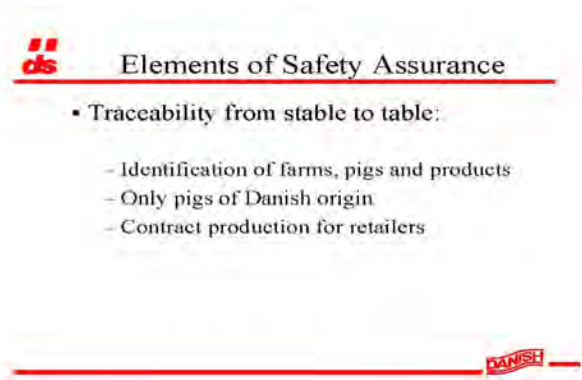 ds
Elements of Safety Assurance
▪ Traceability from stable to table:
– Identification of farms, pigs and products
– Only pigs of Danish origin
– Contract production for retailers
DANISH